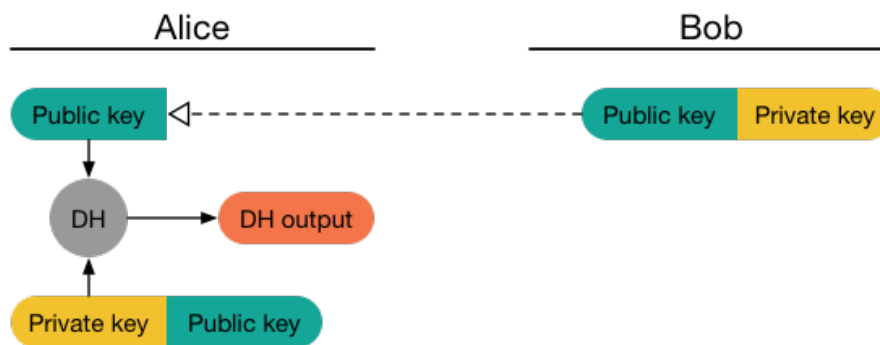 Alice
Bob
Public key
Public key Private key
DH
DH output
Private key Public key